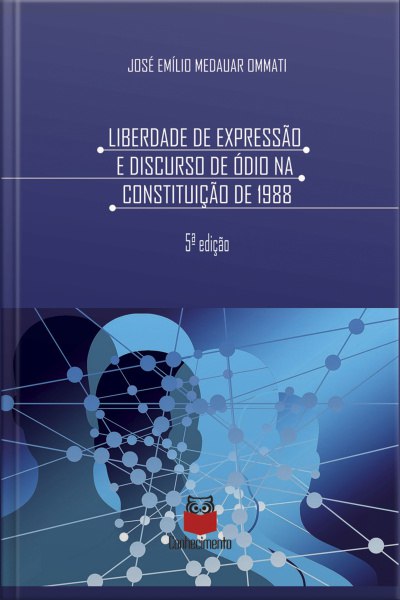 JOSÉ EMÍLIO MEDAUAR OMMATI
LIBERDADE DE EXPRESSÃO
E DISCURSO DE ÓDIO NA
CONSTITUIÇÃO DE 1988
5ª edição
Conhecimento